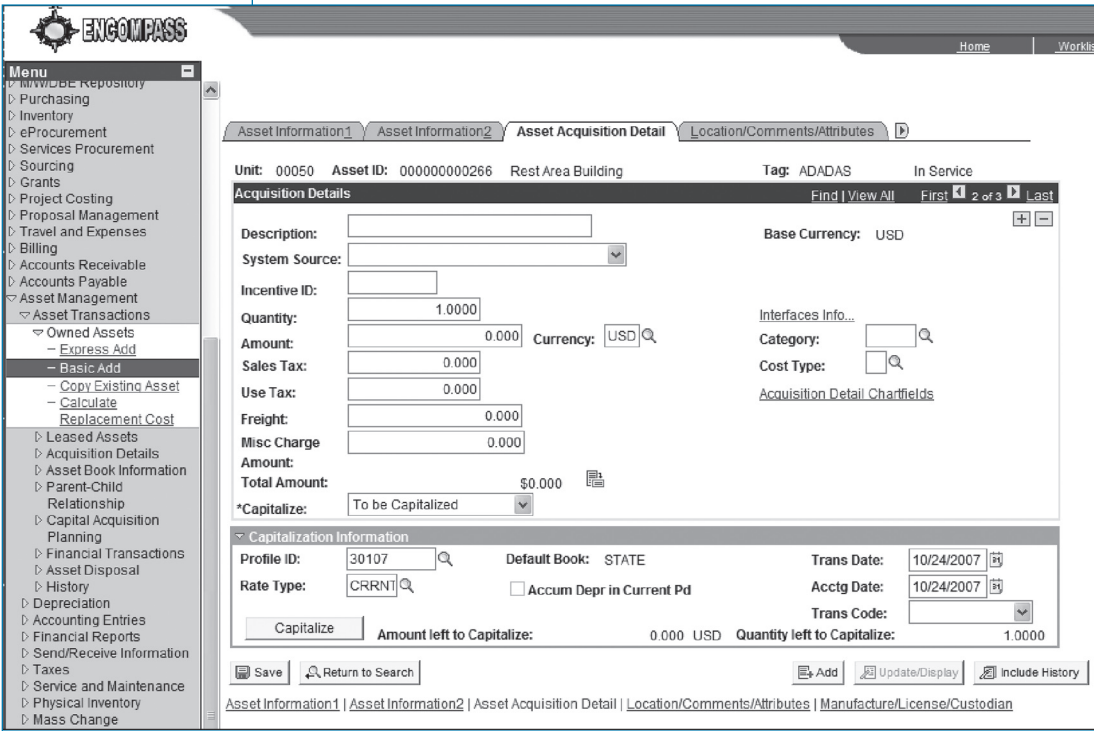 ENCOMPASS
Home Worklis
Menu
M/W/DBE Repository
Purchasing
Inventory
eProcurement
Services Procurement
Sourcing
Grants
Project Costing
Proposal Management
Travel and Expenses
Billing
Accounts Receivable
Accounts Payable
Asset Management
Asset Transactions
Owned Assets
– Express Add
– Basic Add
– Copy Existing Asset
– Calculate
Replacement Cost
Leased Assets
Acquisition Details
Asset Book Information
Parent-Child
Relationship
Capital Acquisition
Planning
Financial Transactions
Asset Disposal
History
Depreciation
Accounting Entries
Financial Reports
Send/Receive Information
Taxes
Service and Maintenance
Physical Inventory
Mass Change
Asset Information1 Asset Information2 Asset Acquisition Detail Location/Comments/Attributes
Unit: 00050 Asset ID: 000000000266 Rest Area Building Tag: ADADAS In Service
Acquisition Details Find | View All First 2 of 3 Last
Description: Base Currency: USD
System Source:
Incentive ID:
Quantity: 1.0000 Interfaces Info...
Amount: 0.000 Currency: USD Category:
Sales Tax: 0.000 Cost Type:
Use Tax: 0.000 Acquisition Detail Chartfields
Freight: 0.000
Misc Charge 0.000
Amount:
Total Amount: $0.000
*Capitalize: To be Capitalized
Capitalization Information
Profile ID: 30107 Default Book: STATE Trans Date: 10/24/2007
Rate Type: CRRNT Accum Depr in Current Pd Acctg Date: 10/24/2007
Trans Code:
Capitalize Amount left to Capitalize: 0.000 USD Quantity left to Capitalize: 1.0000
Save Return to Search Add Update/Display Include History
Asset Information1 | Asset Information2 | Asset Acquisition Detail | Location/Comments/Attributes | Manufacture/License/Custodian